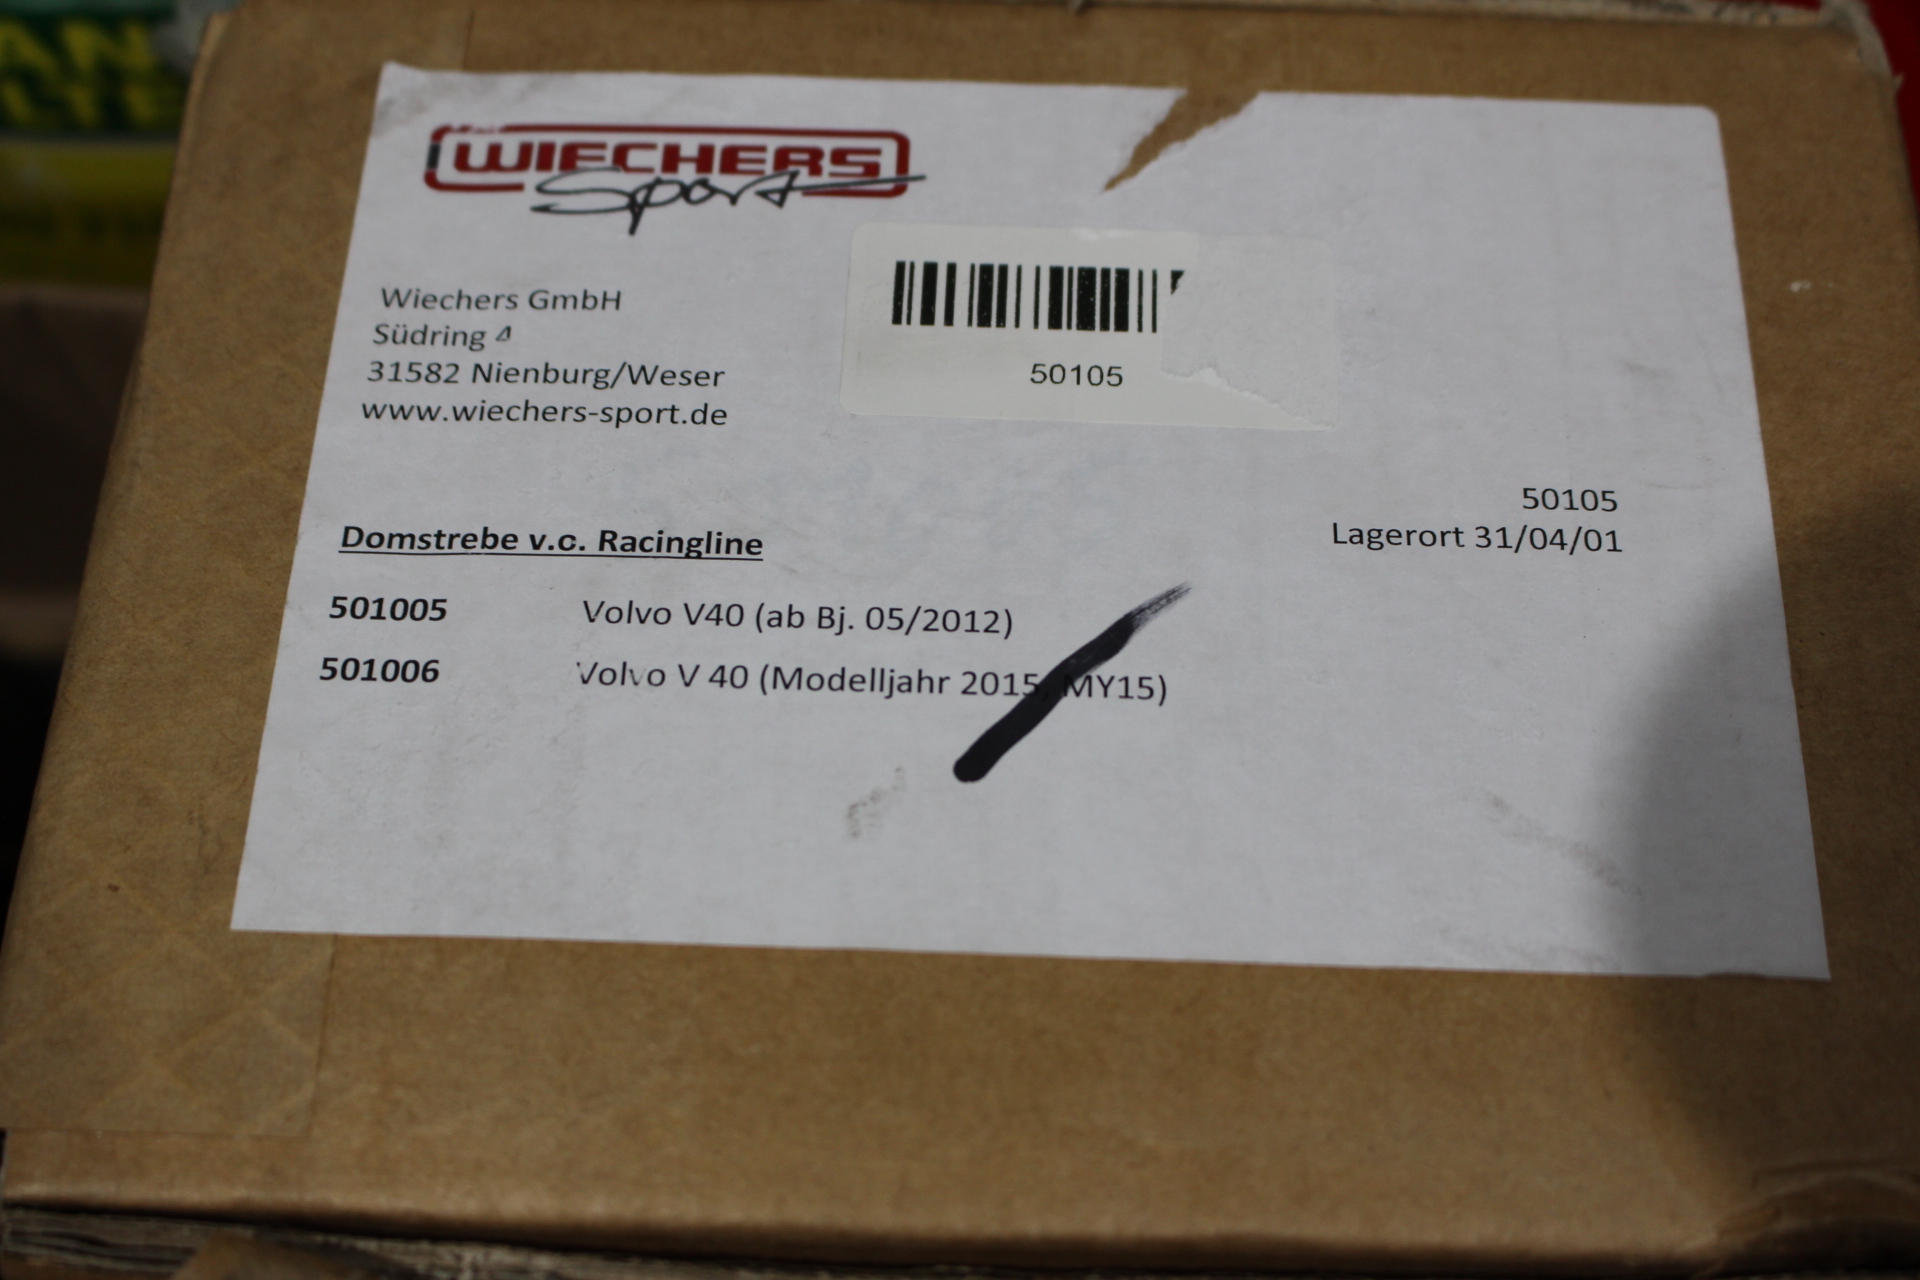 WIECHERS
Sport
Wiechers GmbH
Südring 4
31582 Nienburg/Weser
www.wiechers-sport.de
50105
50105
Lagerort 31/04/01
Domstrebe v.o. Racingline
501005 Volvo V40 (ab Bj. 05/2012)
501006 Volvo V 40 (Modelljahr 2015, MY15)